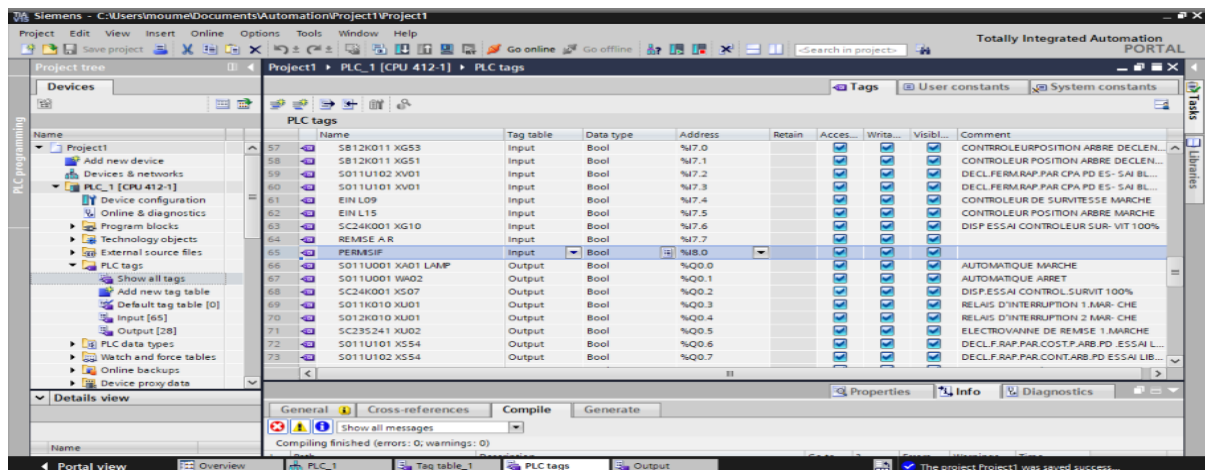 Siemens - C:\Users\moume\Documents\Automation\Project1\Project1
Project Edit View Insert Online Options Tools Window Help
Save project Go online Go offline <Search in project>
Totally Integrated Automation
PORTAL
Project tree
Project1 PLC_1 [CPU 412-1] PLC tags
Devices
Tags User constants System constants
PLC tags
Name
Name Tag table Data type Address Retain Acces... Writa... Visibl... Comment
Project1
Add new device
Devices & networks
PLC_1 [CPU 412-1]
Device configuration
Online & diagnostics
Program blocks
Technology objects
External source files
PLC tags
Show all tags
Add new tag table
Default tag table [0]
Input [65]
Output [28]
PLC data types
Watch and force tables
Online backups
Device proxy data
57 SB12K011 XG53 Input Bool %I7.0 CONTROLEURPOSITION ARBRE DECLEN...
58 SB12K011 XG51 Input Bool %I7.1 CONTROLEUR POSITION ARBRE DECLEN...
59 SO11U102 XV01 Input Bool %I7.2 DECL.FERM.RAP.PAR CPA PD ES- SAI BL...
60 SO11U101 XV01 Input Bool %I7.3 DECL.FERM.RAP.PAR CPA PD ES- SAI BL...
61 EIN L09 Input Bool %I7.4 CONTROLEUR DE SURVITESSE MARCHE
62 EIN L15 Input Bool %I7.5 CONTROLEUR POSITION ARBRE MARCHE
63 SC24K001 XG10 Input Bool %I7.6 DISP ESSAI CONTROLEUR SUR- VIT 100%
64 REMISE A R Input Bool %I7.7
65 PERMISIF Input Bool %I8.0
66 SO11U001 XA01 LAMP Output Bool %Q0.0 AUTOMATIQUE MARCHE
67 SO11U001 WA02 Output Bool %Q0.1 AUTOMATIQUE ARRET
68 SC24K001 XS07 Output Bool %Q0.2 DISP.ESSAI CONTROL.SURVIT 100%
69 SO11K010 XU01 Output Bool %Q0.3 RELAIS D'INTERRUPTION 1.MAR- CHE
70 SO12K010 XU01 Output Bool %Q0.4 RELAIS D'INTERRUPTION 2 MAR- CHE
71 SC23S241 XU02 Output Bool %Q0.5 ELECTROVANNE DE REMISE 1.MARCHE
72 SO11U101 XS54 Output Bool %Q0.6 DECL.F.RAP.PAR.COST.P.ARB.PD .ESSAI L...
73 SO11U102 XS54 Output Bool %Q0.7 DECL.F.RAP.PAR.CONT.ARB.PD ESSAI LIB...
PLC programming
Tasks
Libraries
Properties Info Diagnostics
Details view
Name
General Cross-references Compile Generate
Show all messages
Compiling finished (errors: 0; warnings: 0)
Portal view Overview PLC_1 Tag table_1 PLC tags Output The project Project1 was saved success...